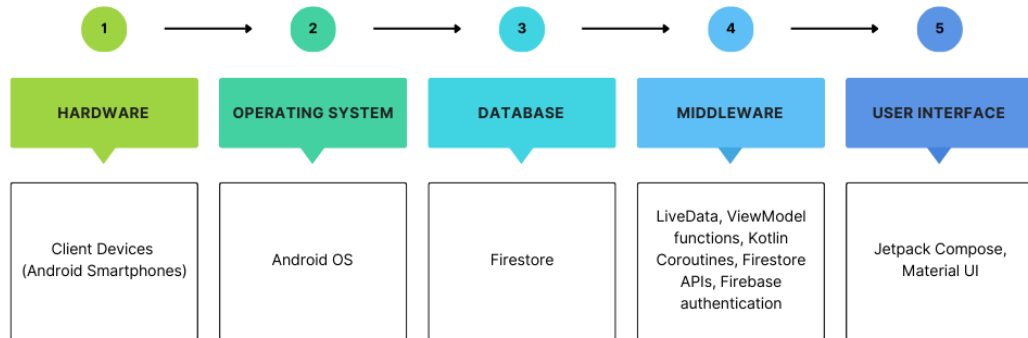 1
2
3
4
5
HARDWARE
OPERATING SYSTEM
DATABASE
MIDDLEWARE
USER INTERFACE
Client Devices
(Android Smartphones)
Android OS
Firestore
LiveData, ViewModel
functions, Kotlin
Coroutines, Firestore
APIs, Firebase
authentication
Jetpack Compose,
Material UI